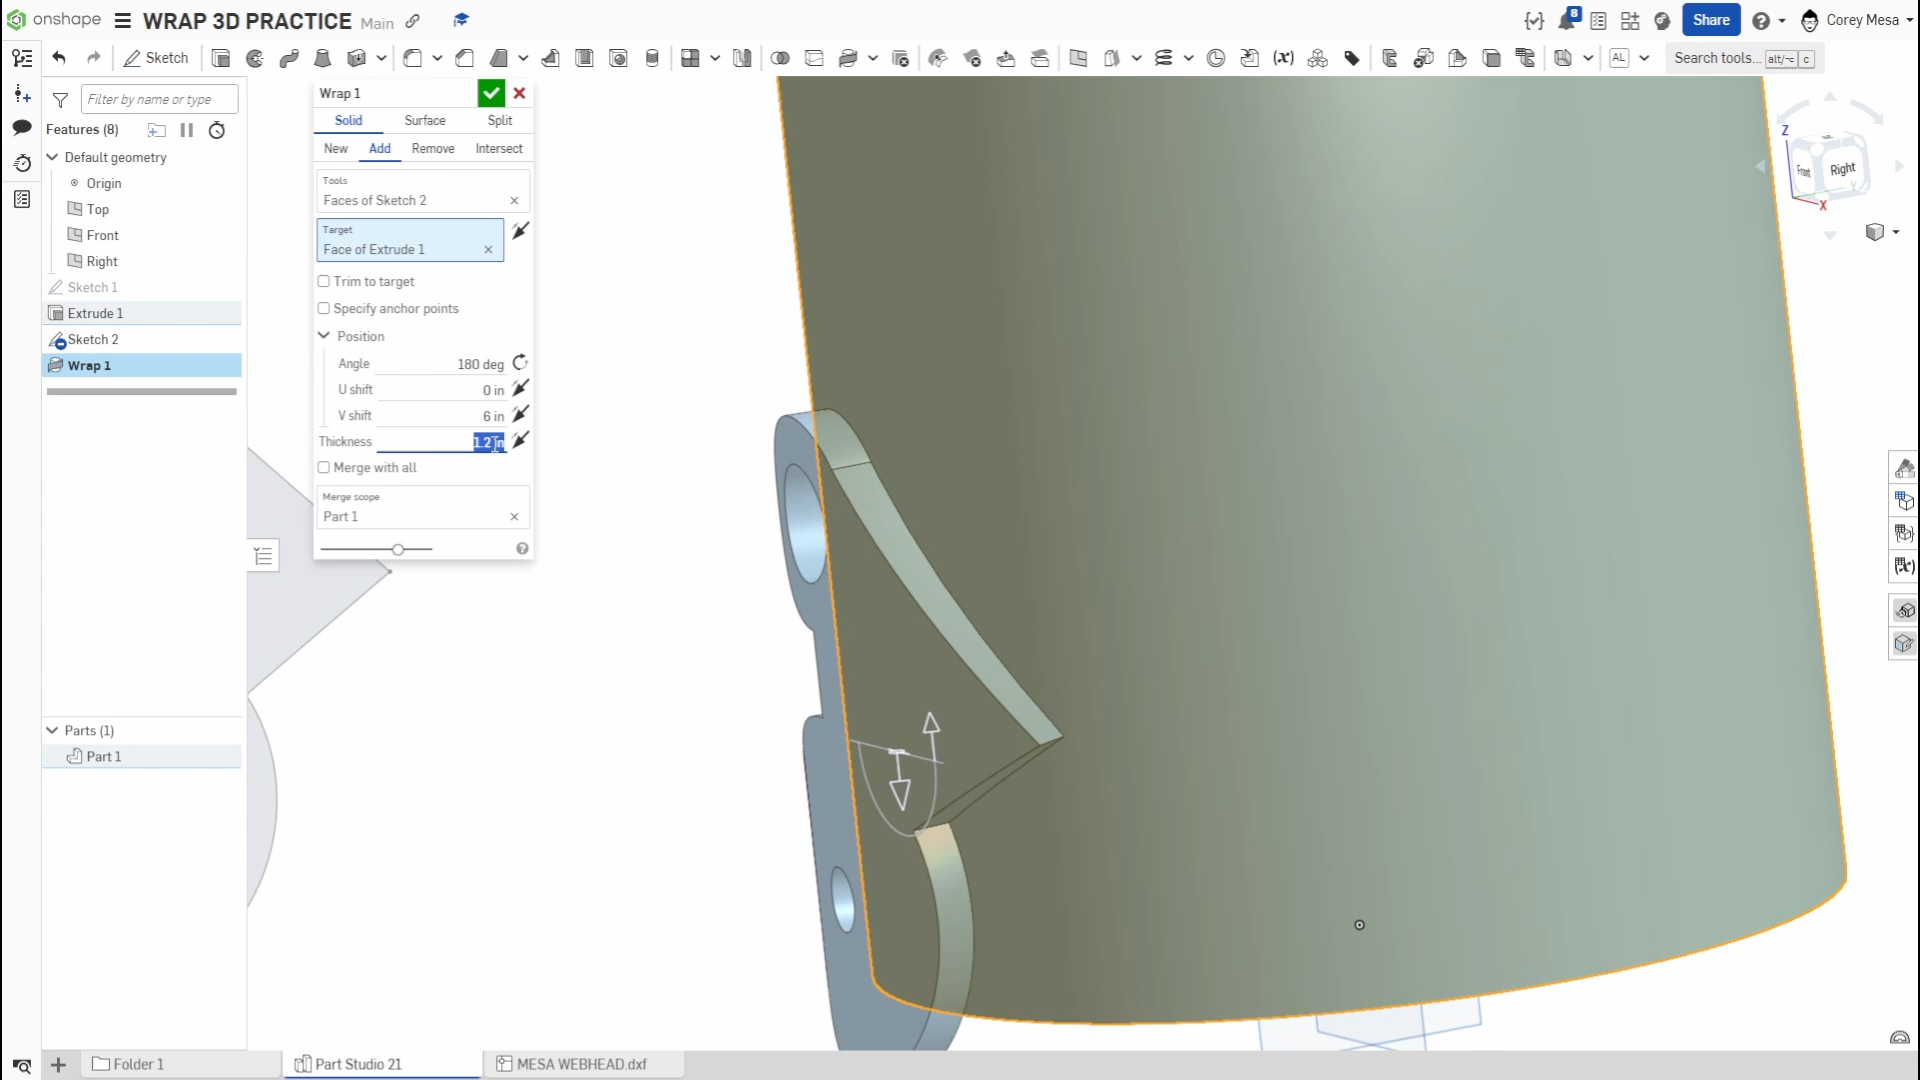 onshape WRAP 3D PRACTICE Main 8 Share Corey Mesa
Sketch AL Search tools... alt/⌥ c
Filter by name or type
Features (8)
Default geometry
Origin
Top
Front
Right
Sketch 1
Extrude 1
Sketch 2
Wrap 1
Parts (1)
Part 1
Wrap 1
Solid Surface Split
New Add Remove Intersect
Tools
Faces of Sketch 2
Target
Face of Extrude 1
Trim to target
Specify anchor points
Position
Angle 180 deg
U shift 0 in
V shift 6 in
Thickness 1.2 in
Merge with all
Merge scope
Part 1
Z
Front Right
Y
X
Folder 1 Part Studio 21 MESA WEBHEAD.dxf